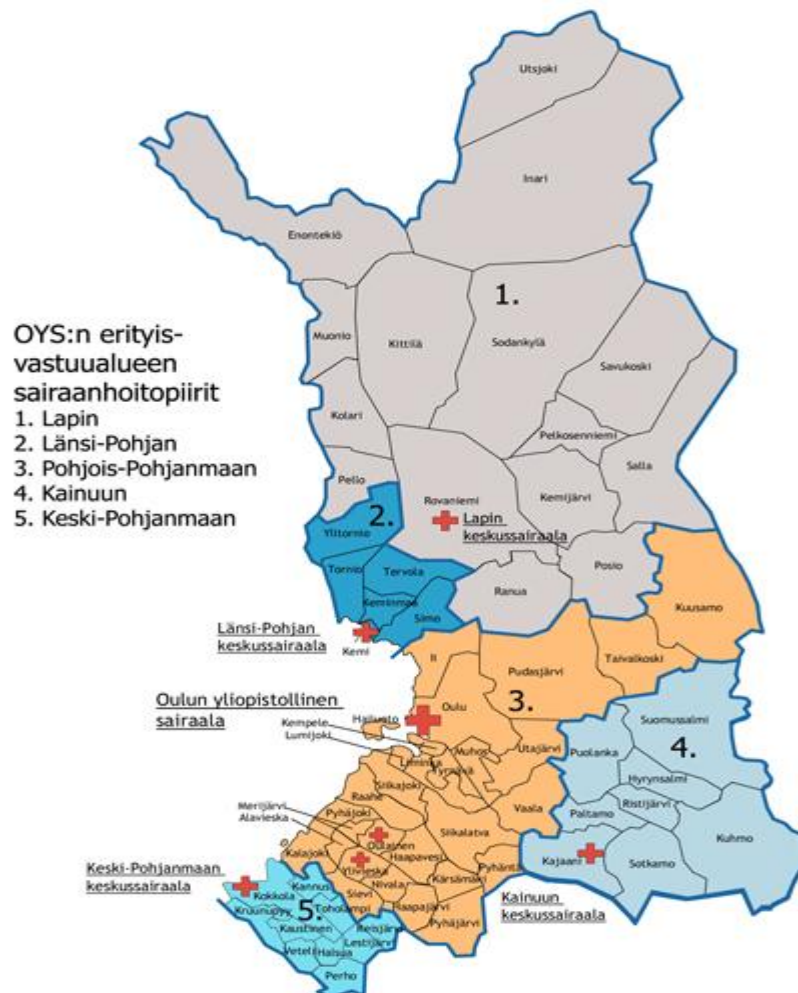 Utsjoki
Inari
Enontekiö
1.
OYS:n erityis-
vastuualueen
sairaanhoitopiirit
1. Lapin
2. Länsi-Pohjan
3. Pohjois-Pohjanmaan
4. Kainuun
5. Keski-Pohjanmaan
Muonio
Kittilä
Sodankylä
Savukoski
Kolari
Pelkosenniemi
Salla
Pello
Rovaniemi
Kemijärvi
Lapin
keskussairaala
2.
Ylitornio
Tornio
Tervola
Posio
Ranua
Keminmaa
Simo
Kuusamo
Länsi-Pohjan
keskussairaala
Kemi
Ii
Pudasjärvi
Taivalkoski
3.
Oulun yliopistollinen
sairaala
Oulu
Hailuoto
Kempele
Lumijoki
Suomussalmi
4.
Puolanka
Muhos
Utajärvi
Liminka
Tyrnävä
Hyrynsalmi
Siikajoki
Raahe
Vaala
Ristijärvi
Paltamo
Merijärvi
Alavieska
Pyhäjoki
Siikalatva
Kuhmo
Oulainen
Kalajoki
Haapavesi
Kajaani
Sotkamo
Ylivieska
Pyhäntä
Keski-Pohjanmaan
keskussairaala
Kannus
Nivala
Kärsämäki
Sievi
Kokkola
Kainuun
keskussairaala
Kruunupyy
5.
Toholampi
Haapajärvi
Pyhäjärvi
Kaustinen
Reisjärvi
Lestijärvi
Veteli
Halsua
Perho